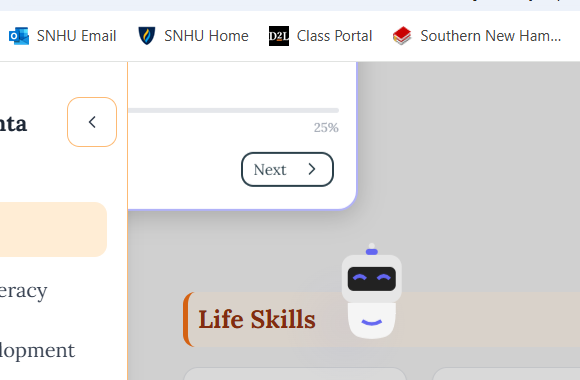 SNHU Email SNHU Home D2L Class Portal Southern New Ham...
nta
25%
Next
eracy
Life Skills
lopment